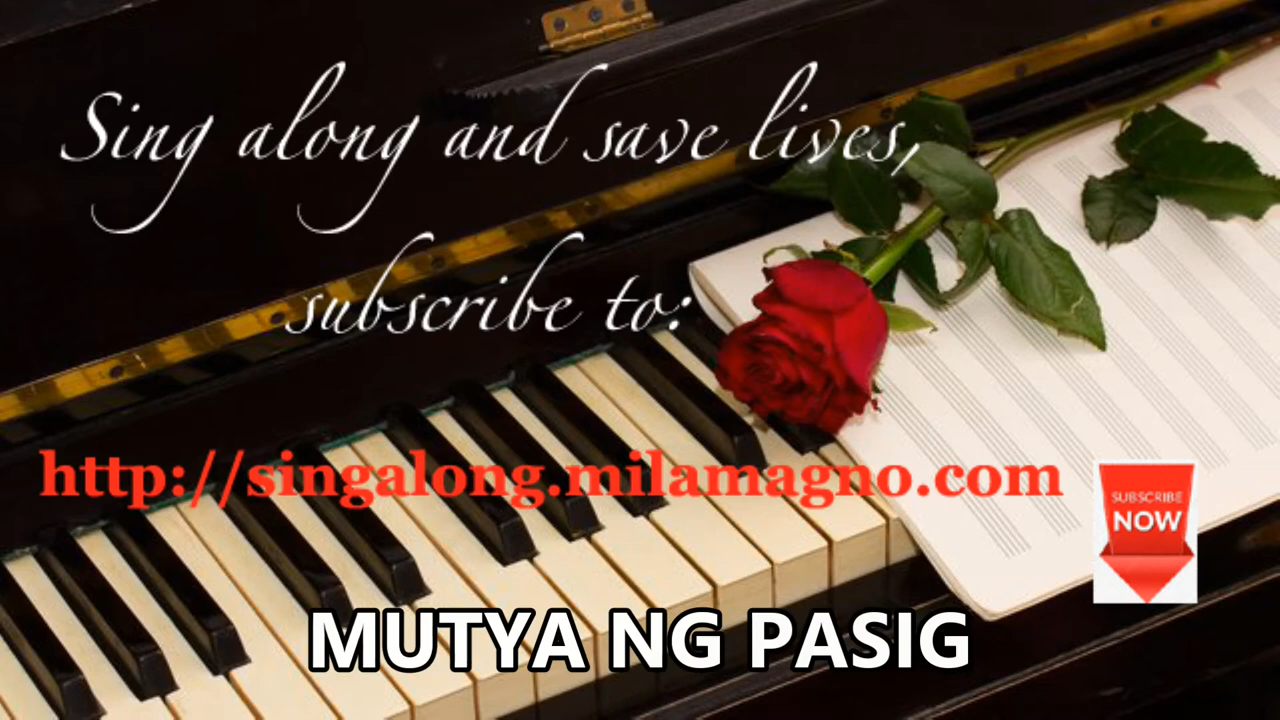 Sing along and save lives,
subscribe to:
http://singalong.milamagno.com
SUBSCRIBE
NOW
MUTYA NG PASIG